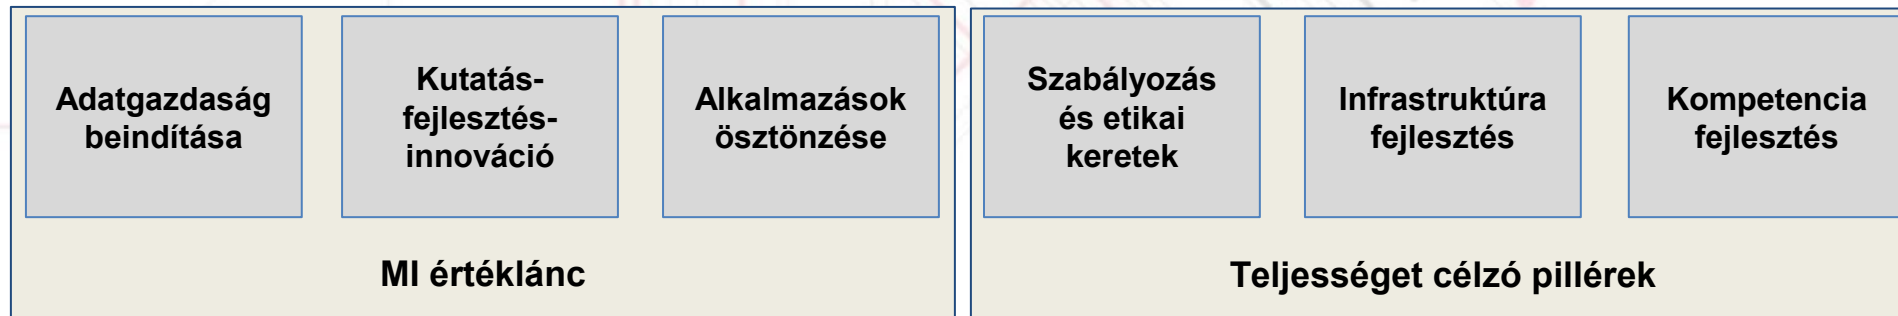 Adatgazdaság
beindítása
Kutatás-
fejlesztés-
innováció
Alkalmazások
ösztönzése
MI értéklánc
Szabályozás
és etikai
keretek
Infrastruktúra
fejlesztés
Kompetencia
fejlesztés
Teljességet célzó pillérek